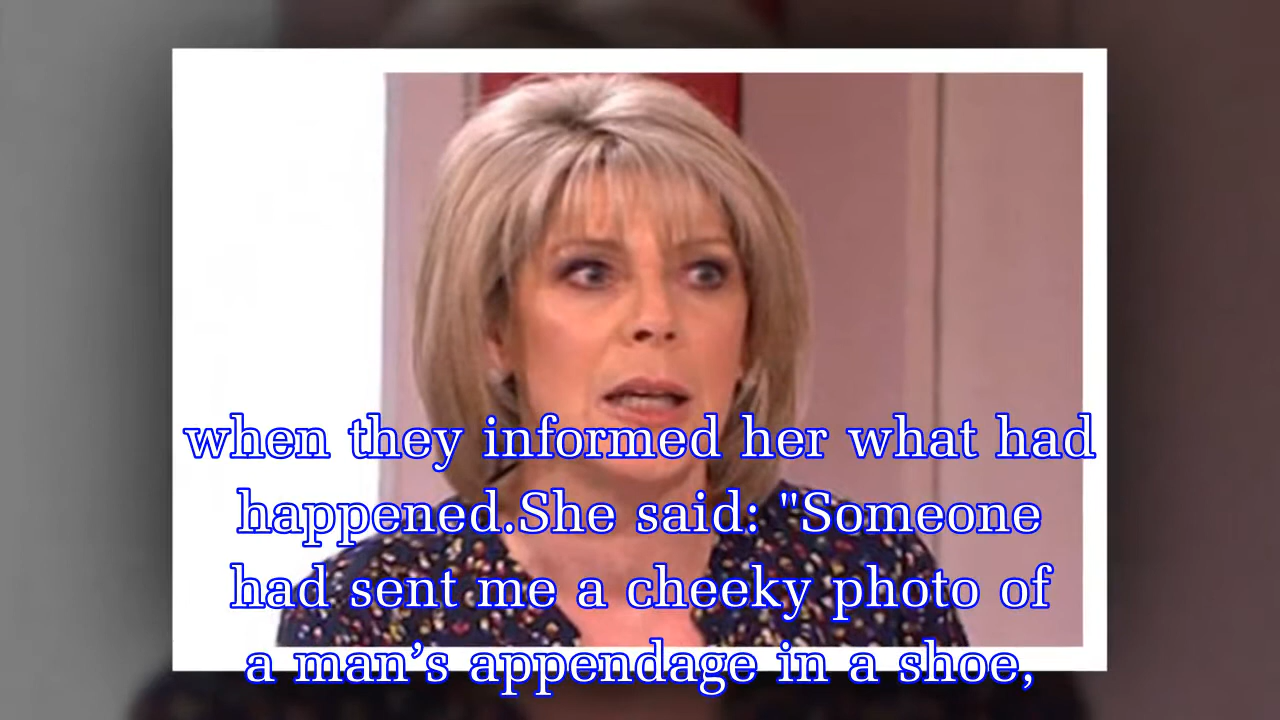 when they informed her what had
happened.She said: "Someone
had sent me a cheeky photo of
a man’s appendage in a shoe,